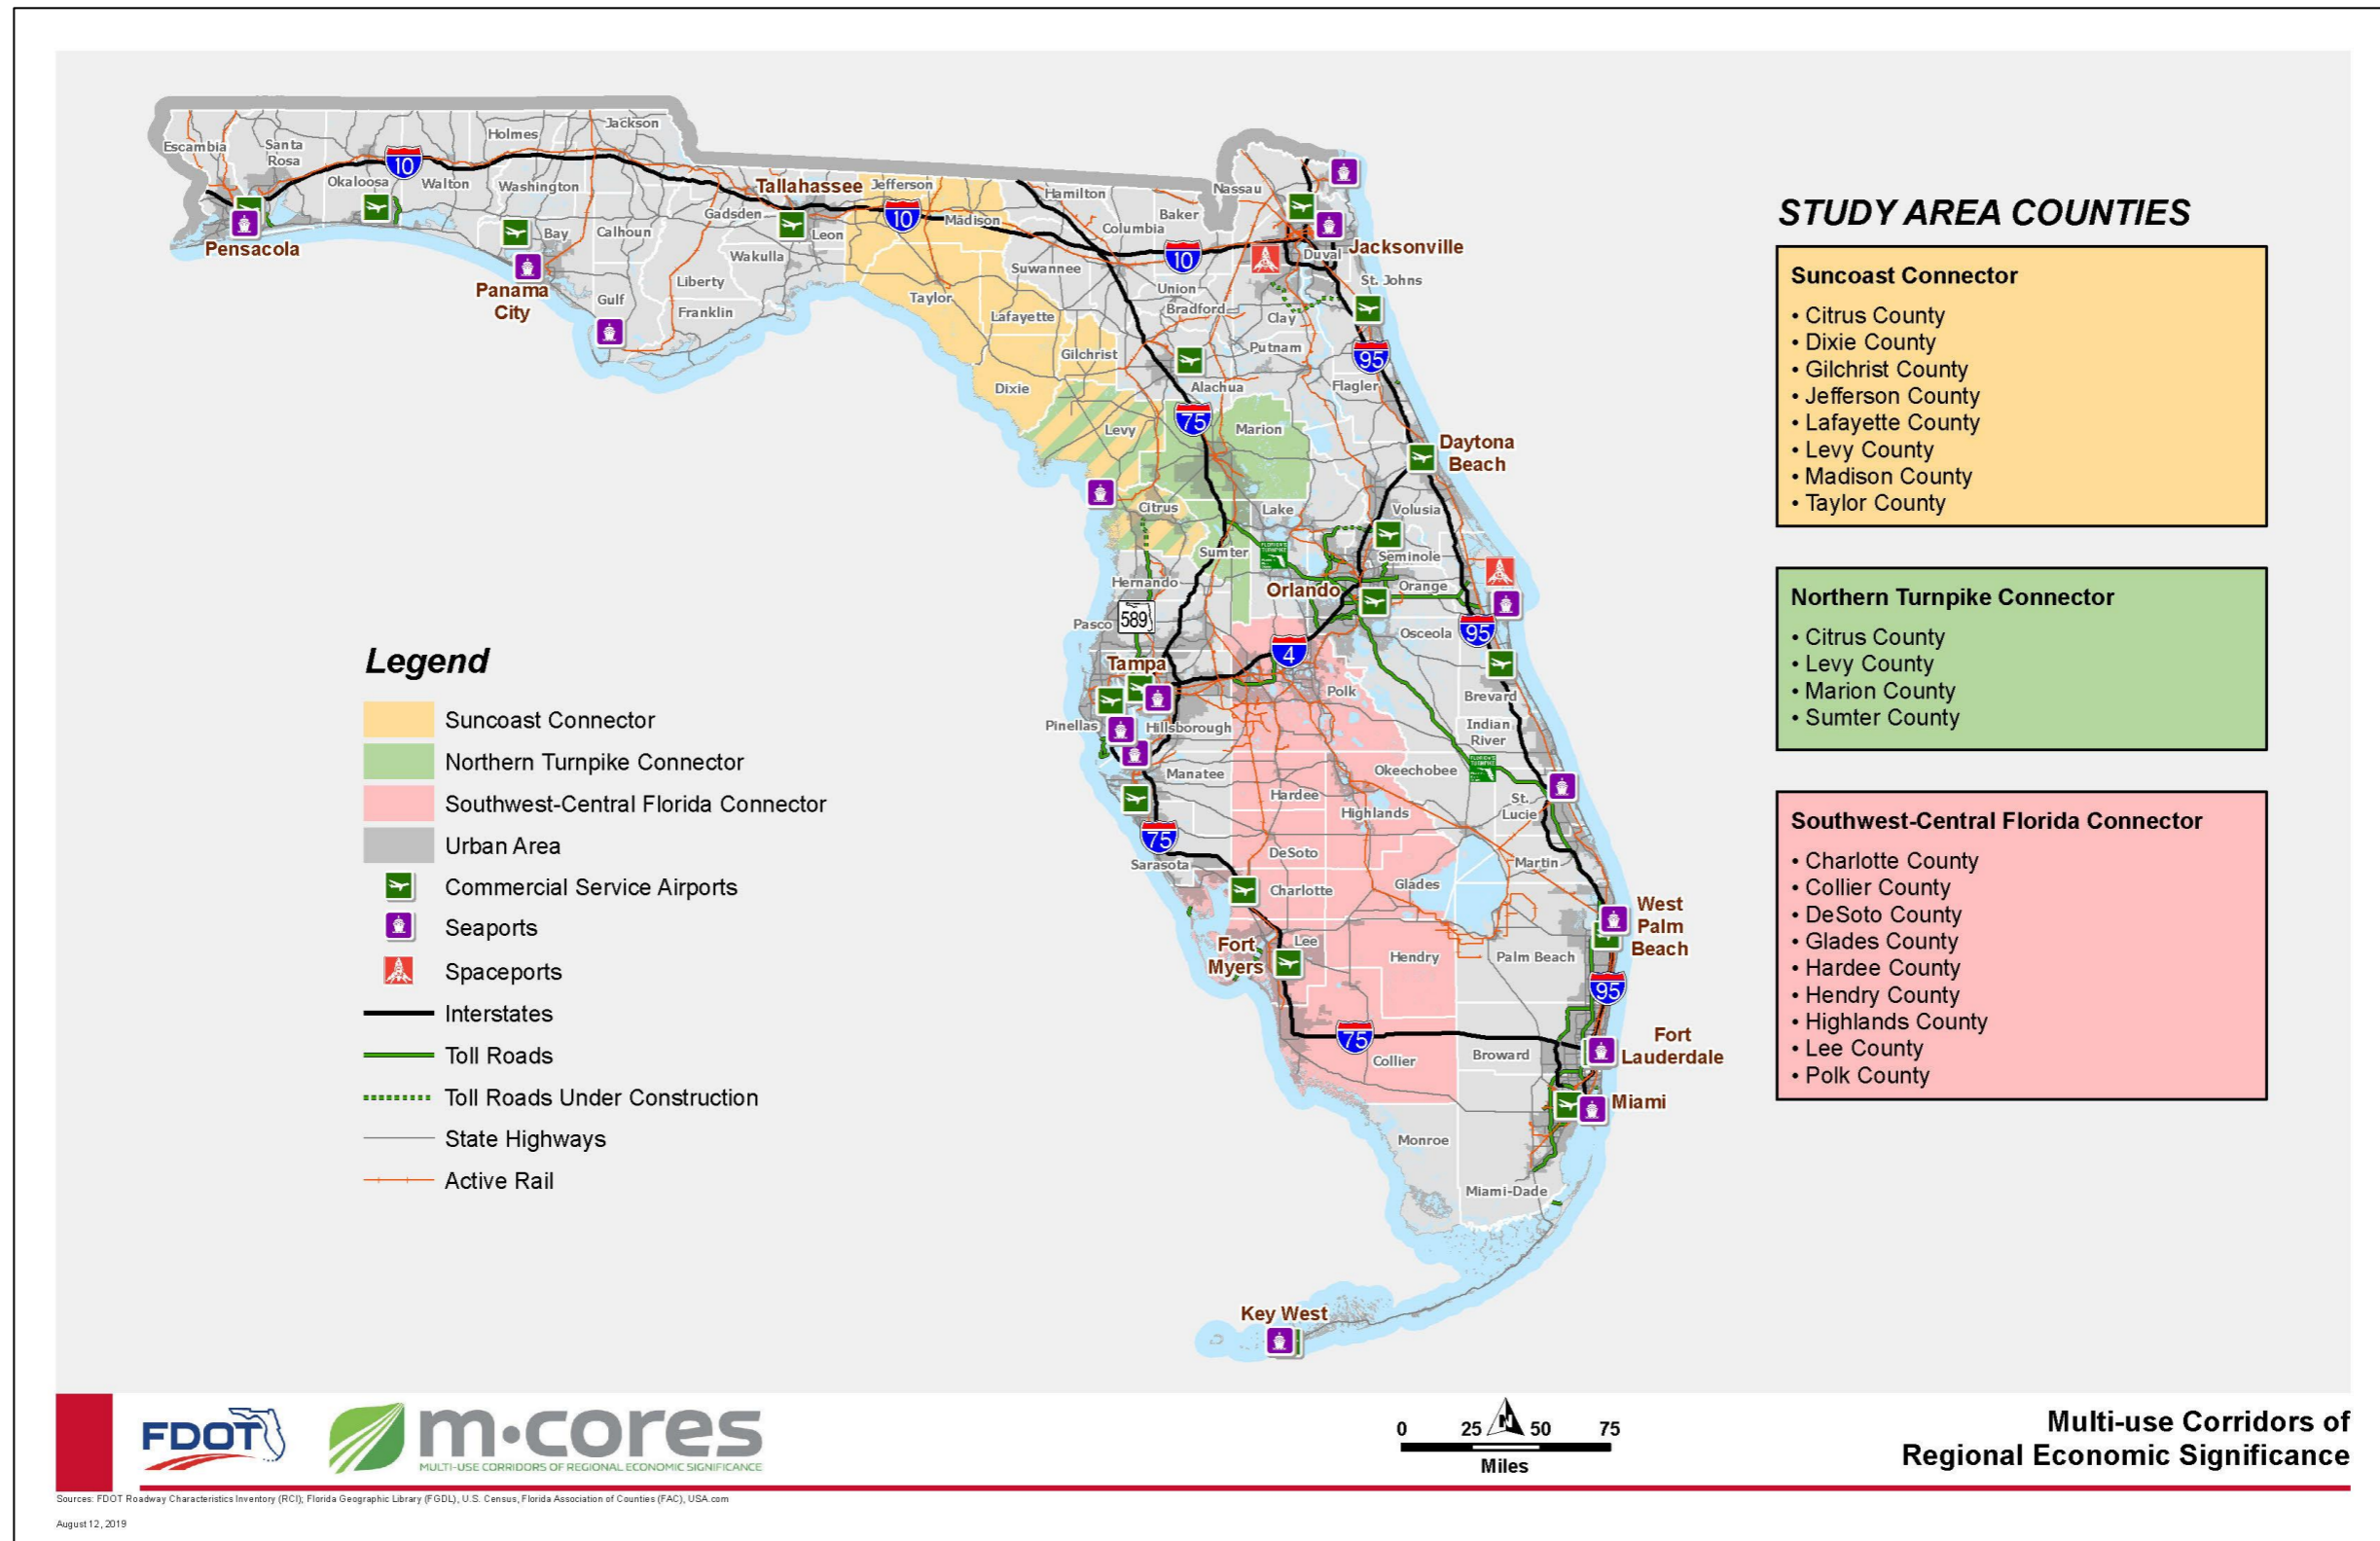 Escambia
Santa
Rosa
Holmes
Jackson
10
Okaloosa
Walton
Washington
Tallahassee
Jefferson
Hamilton
Nassau
Gadsden
10
Madison
Baker
Columbia
Pensacola
Bay
Calhoun
Leon
Wakulla
10
Duval
Jacksonville
Suwannee
St. Johns
Panama
City
Gulf
Liberty
Franklin
Taylor
Lafayette
Union
Bradford
Clay
Gilchrist
Putnam
95
Dixie
Alachua
Flagler
75
Levy
Marion
Daytona
Beach
Citrus
Lake
Volusia
FLORIDA'S
TURNPIKE
Sumter
Seminole
Hernando
Orlando
Orange
589
Pasco
Osceola
95
4
Tampa
Polk
Brevard
Pinellas
Hillsborough
Indian
River
Manatee
Okeechobee
FLORIDA'S
TURNPIKE
Hardee
St.
Lucie
Highlands
75
Sarasota
DeSoto
Martin
Charlotte
Glades
West
Palm
Beach
Fort
Myers
Lee
Hendry
Palm Beach
95
75
Collier
Broward
Fort
Lauderdale
Miami
Monroe
Miami-Dade
Key West
Legend
Suncoast Connector
Northern Turnpike Connector
Southwest-Central Florida Connector
Urban Area
Commercial Service Airports
Seaports
Spaceports
Interstates
Toll Roads
Toll Roads Under Construction
State Highways
Active Rail
STUDY AREA COUNTIES
Suncoast Connector
• Citrus County
• Dixie County
• Gilchrist County
• Jefferson County
• Lafayette County
• Levy County
• Madison County
• Taylor County
Northern Turnpike Connector
• Citrus County
• Levy County
• Marion County
• Sumter County
Southwest-Central Florida Connector
• Charlotte County
• Collier County
• DeSoto County
• Glades County
• Hardee County
• Hendry County
• Highlands County
• Lee County
• Polk County
FDOT
m•cores
MULTI-USE CORRIDORS OF REGIONAL ECONOMIC SIGNIFICANCE
0 25 N 50 75
Miles
Multi-use Corridors of
Regional Economic Significance
Sources: FDOT Roadway Characteristics Inventory (RCI); Florida Geographic Library (FGDL), U.S. Census, Florida Association of Counties (FAC), USA.com
August 12, 2019